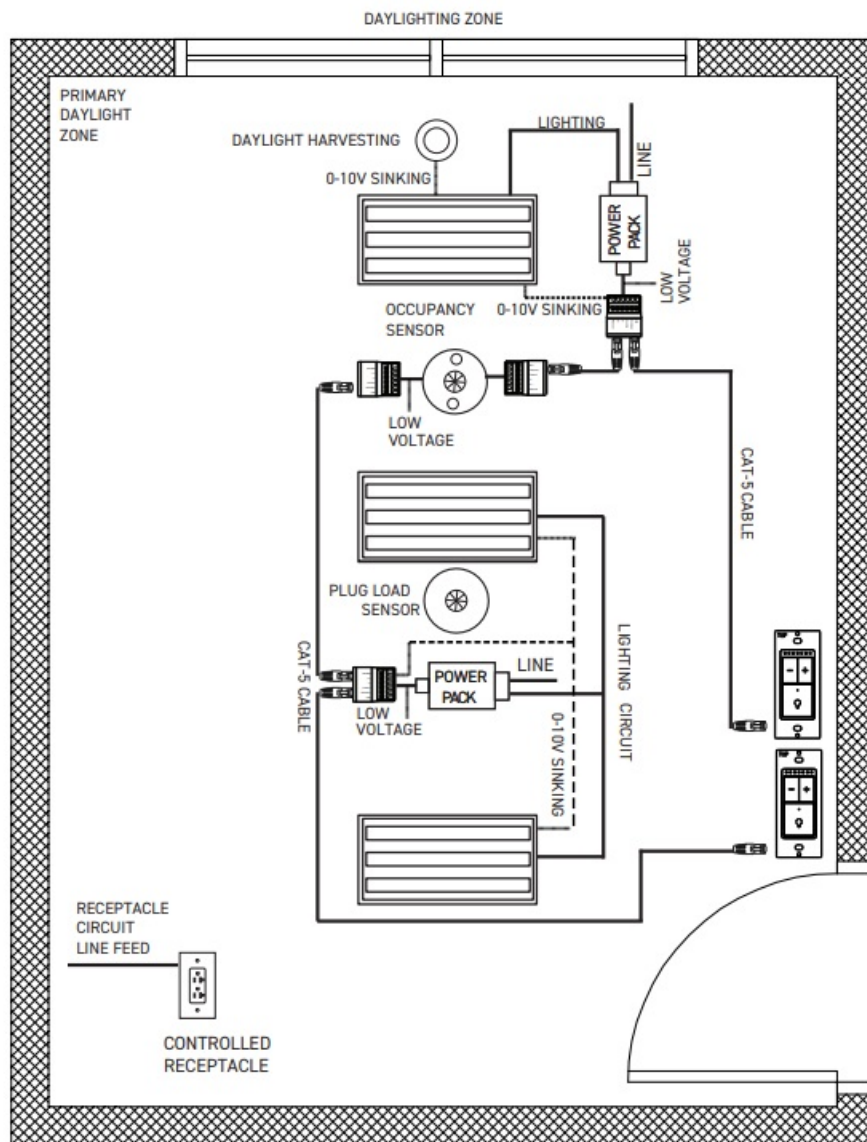 DAYLIGHTING ZONE
PRIMARY
DAYLIGHT
ZONE
DAYLIGHT HARVESTING
0-10V SINKING
LIGHTING
LINE
POWER
PACK
LOW
VOLTAGE
0-10V SINKING
OCCUPANCY
SENSOR
LOW
VOLTAGE
CAT-5 CABLE
PLUG LOAD
SENSOR
CAT-5 CABLE
LOW
VOLTAGE
POWER
PACK
LINE
0-10V SINKING
LIGHTING CIRCUIT
- +
- +
RECEPTACLE
CIRCUIT
LINE FEED
CONTROLLED
RECEPTACLE